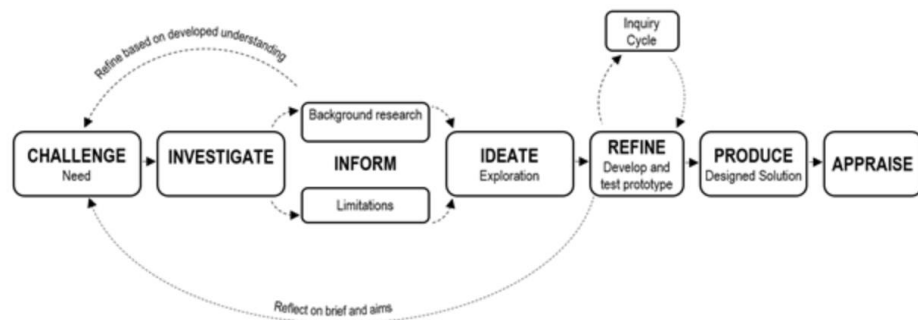 Inquiry
Cycle
Refine based on developed understanding
Background research
CHALLENGE
Need
INVESTIGATE
INFORM
IDEATE
Exploration
REFINE
Develop and
test prototype
PRODUCE
Designed Solution
APPRAISE
Limitations
Reflect on brief and aims